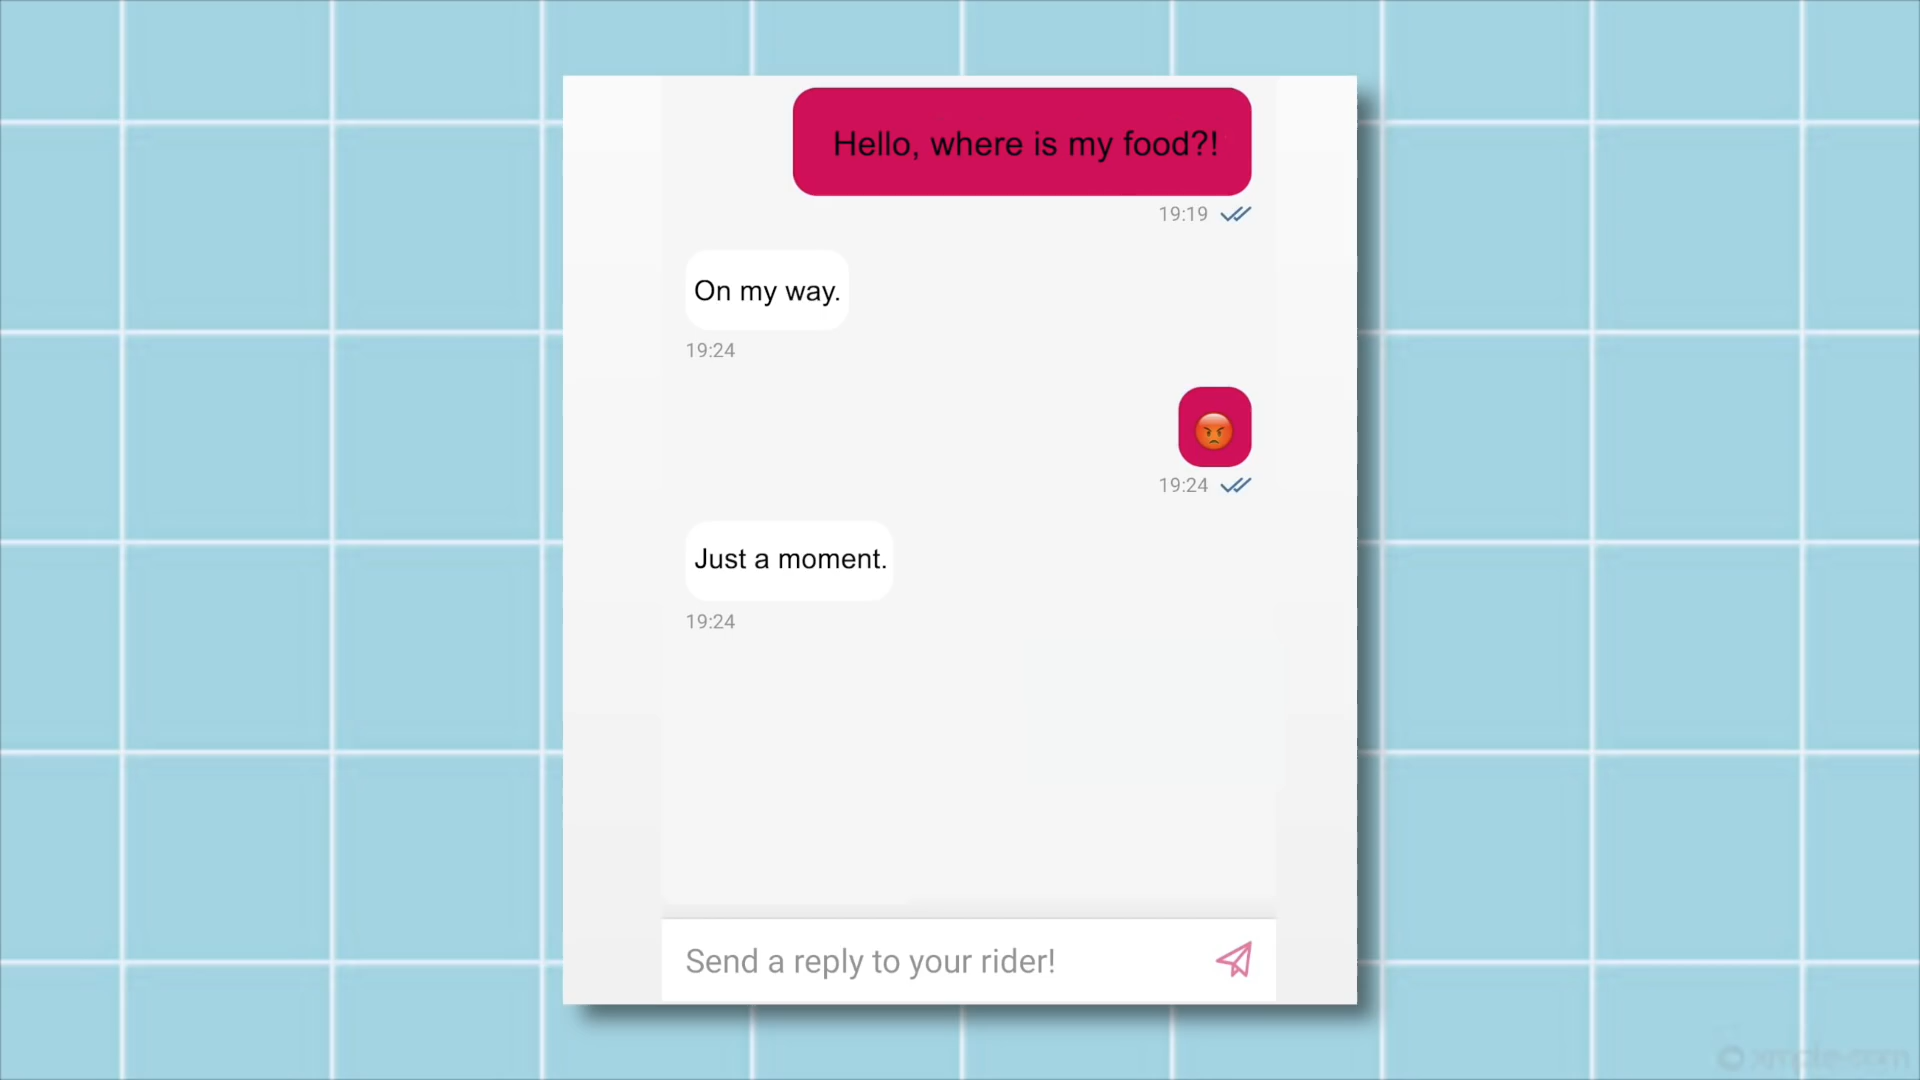 Hello, where is my food?!
19:19
On my way.
19:24
😡
19:24
Just a moment.
19:24
Send a reply to your rider!